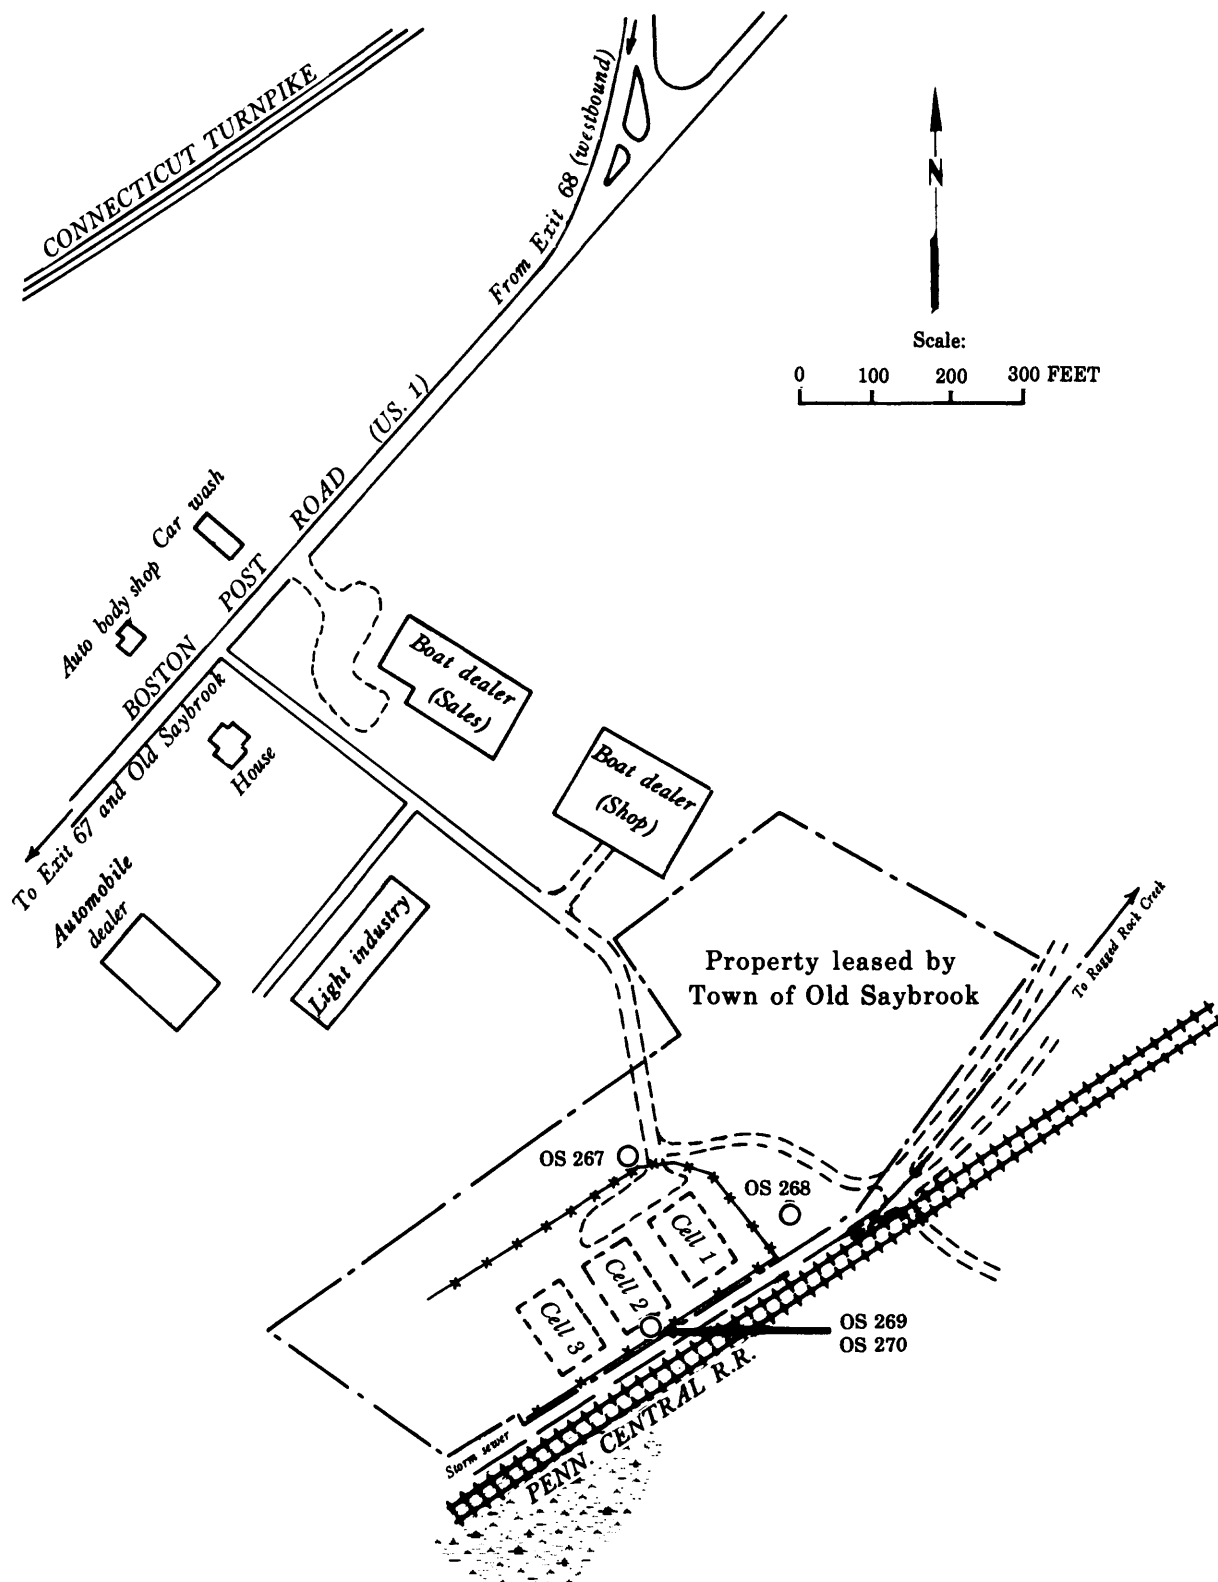 CONNECTICUT TURNPIKE
From Exit 68 (westbound)
N
Scale:
0 100 200 300 FEET
BOSTON POST ROAD (US. 1)
Car wash
Auto body shop
Boat dealer
(Sales)
House
To Exit 67 and Old Saybrook
Boat dealer
(Shop)
Automobile
dealer
Light industry
Property leased by
Town of Old Saybrook
To Ragged Rock Creek
OS 267
OS 268
Cell 1
Cell 2
Cell 3
OS 269
OS 270
Storm sewer
PENN. CENTRAL R.R.